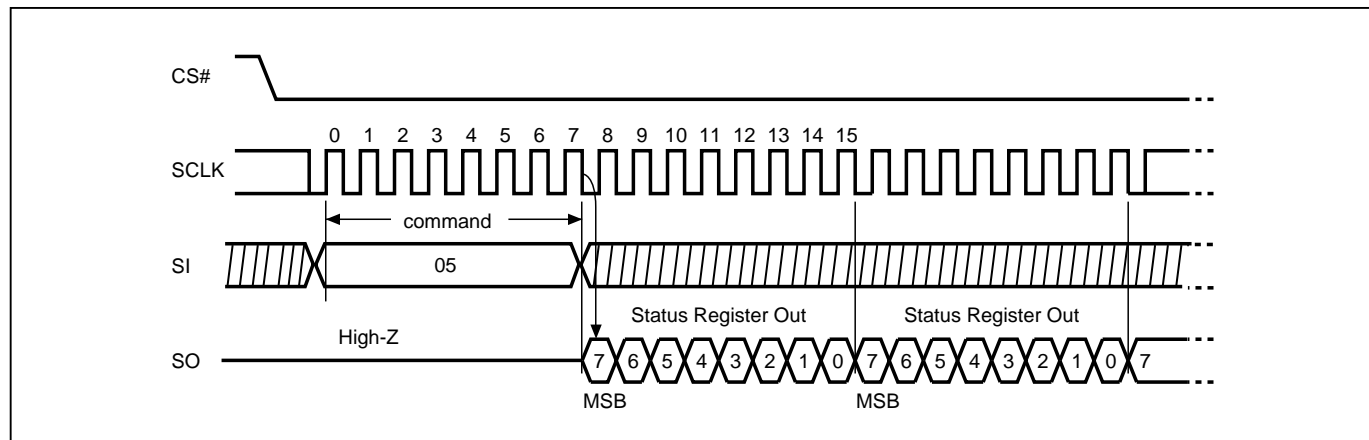 CS#
0 1 2 3 4 5 6 7 8 9 10 11 12 13 14 15
SCLK
command
SI
05
Status Register Out Status Register Out
High-Z
SO
7 6 5 4 3 2 1 0 7 6 5 4 3 2 1 0 7
MSB MSB